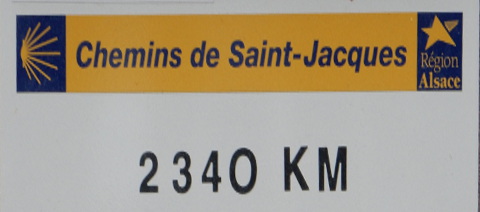 Chemins de Saint-Jacques
Région
Alsace
2340 KM